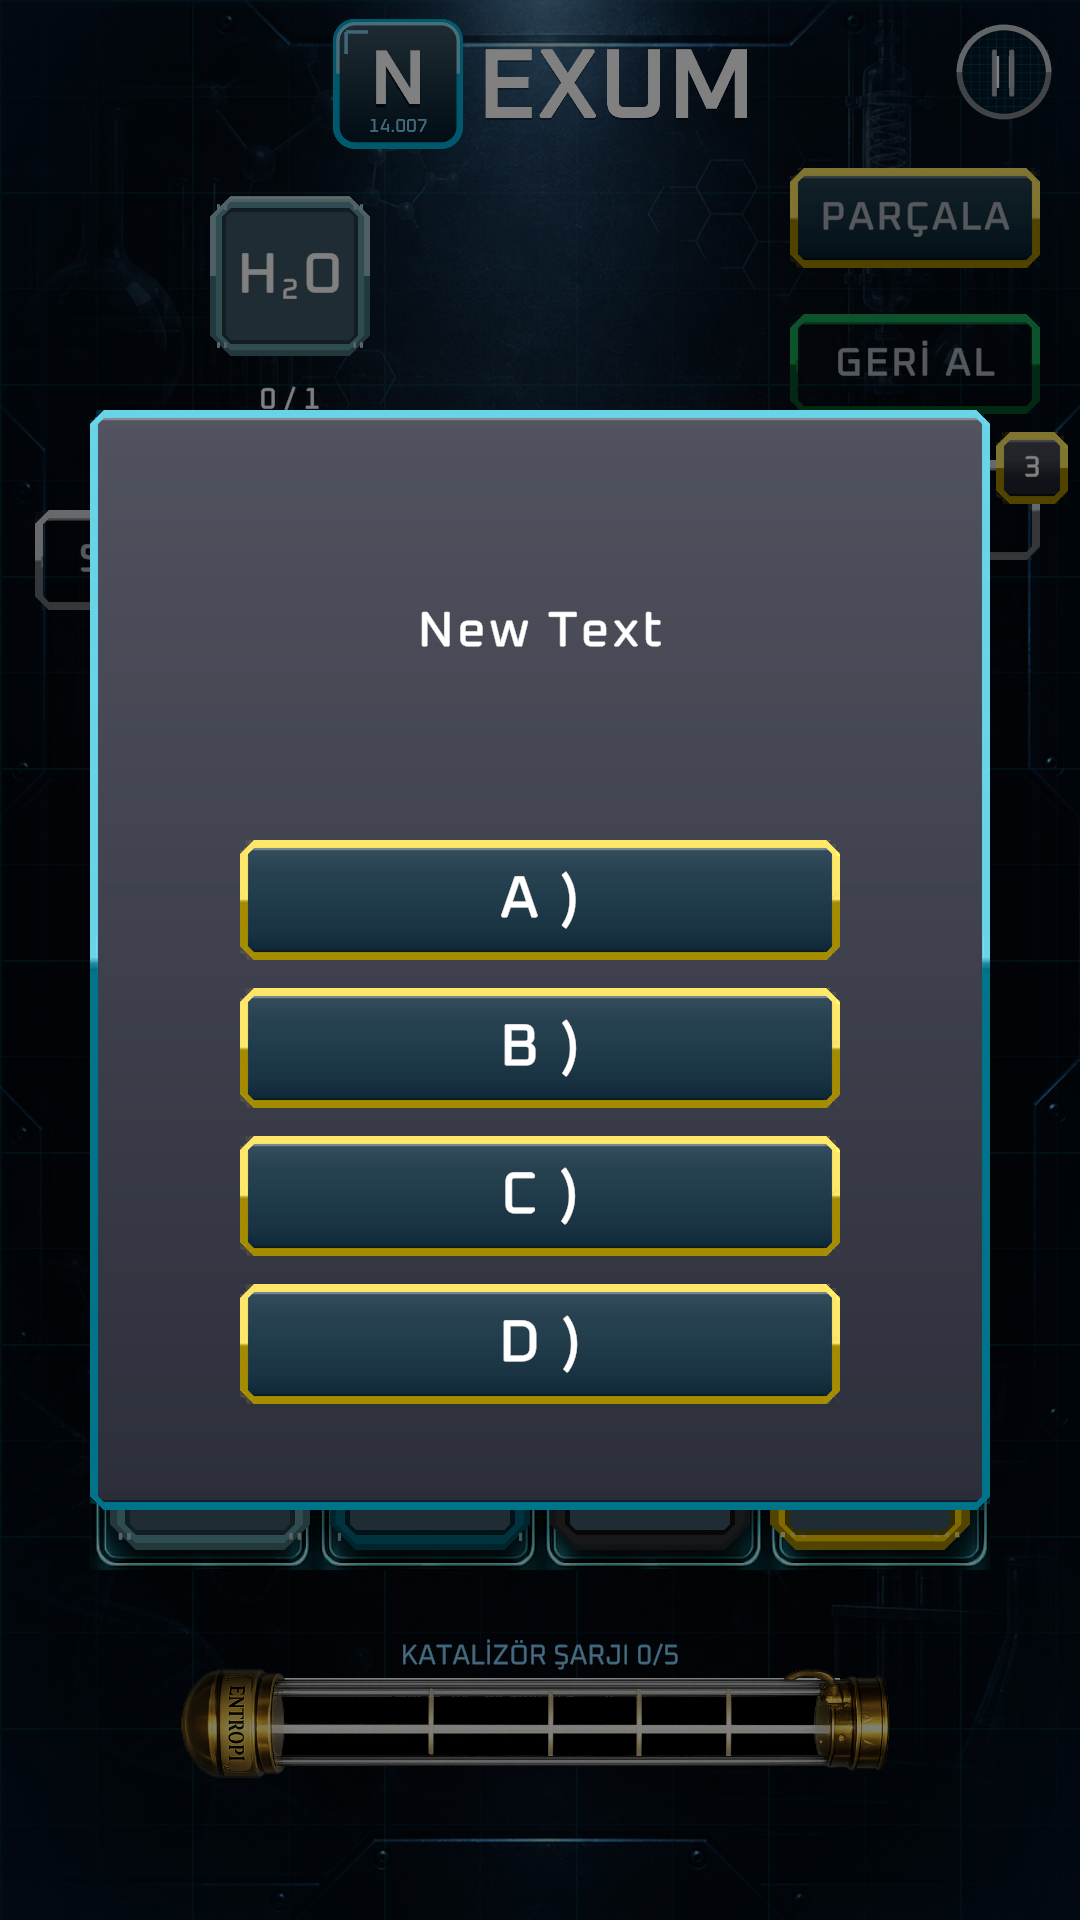 N EXUM
14.007
PARÇALA
H₂O
GERİ AL
0 / 1
3
New Text
A )
B )
C )
D )
KATALİZÖR ŞARJI 0/5
ENTROPI